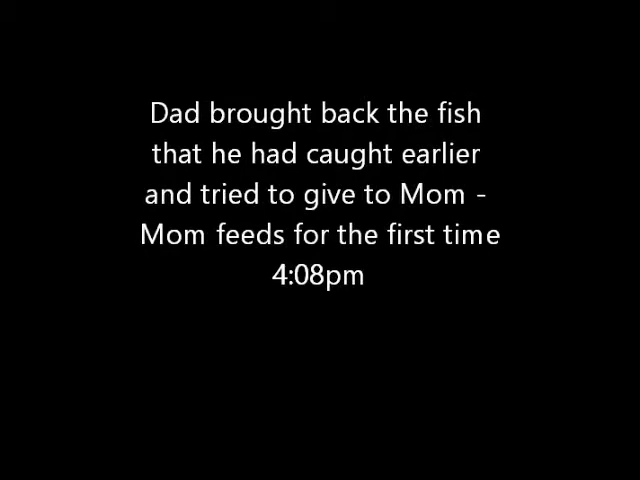 Dad brought back the fish
that he had caught earlier
and tried to give to Mom -
Mom feeds for the first time
4:08pm